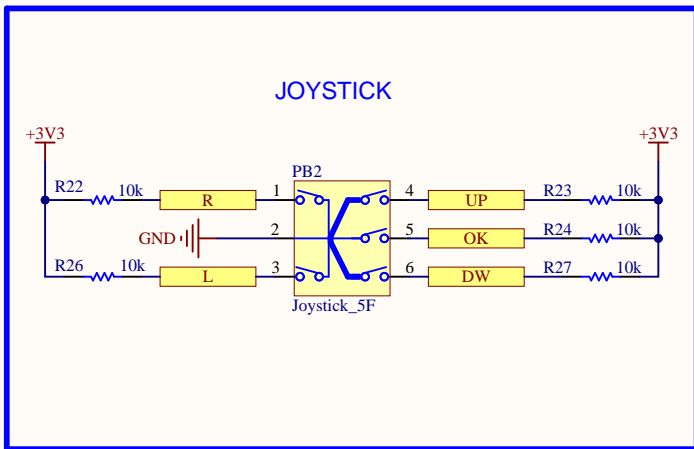 JOYSTICK
+3V3 +3V3
R22 10k R 1 PB2 4 UP R23 10k
GND 2 5 OK R24 10k
R26 10k L 3 6 DW R27 10k
Joystick_5F